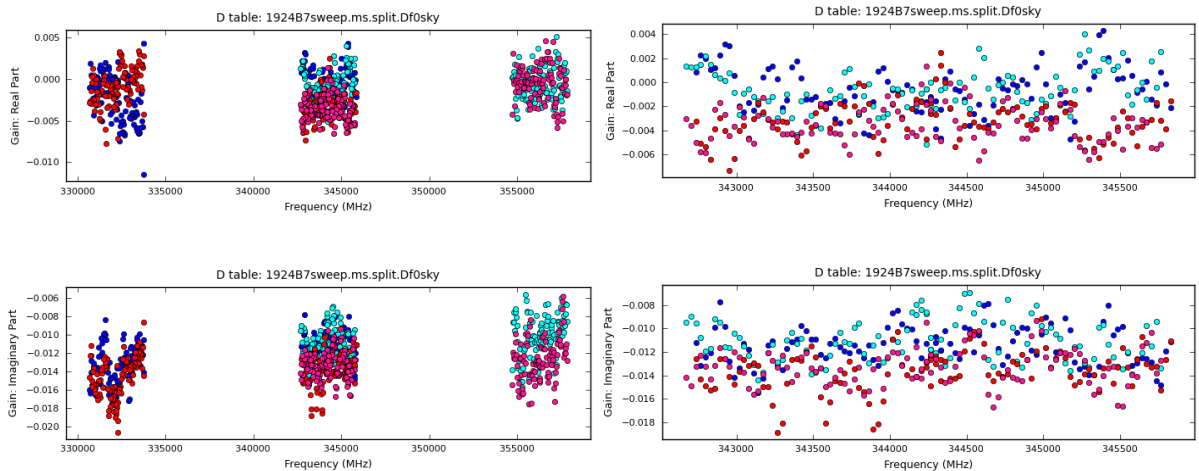 D table: 1924B7sweep.ms.split.Df0sky
0.005
0.000
−0.005
−0.010
Gain: Real Part
330000 335000 340000 345000 350000 355000
Frequency (MHz)
D table: 1924B7sweep.ms.split.Df0sky
0.004
0.002
0.000
−0.002
−0.004
−0.006
Gain: Real Part
343000 343500 344000 344500 345000 345500
Frequency (MHz)
D table: 1924B7sweep.ms.split.Df0sky
−0.006
−0.008
−0.010
−0.012
−0.014
−0.016
−0.018
−0.020
Gain: Imaginary Part
330000 335000 340000 345000 350000 355000
Frequency (MHz)
D table: 1924B7sweep.ms.split.Df0sky
−0.008
−0.010
−0.012
−0.014
−0.016
−0.018
Gain: Imaginary Part
343000 343500 344000 344500 345000 345500
Frequency (MHz)